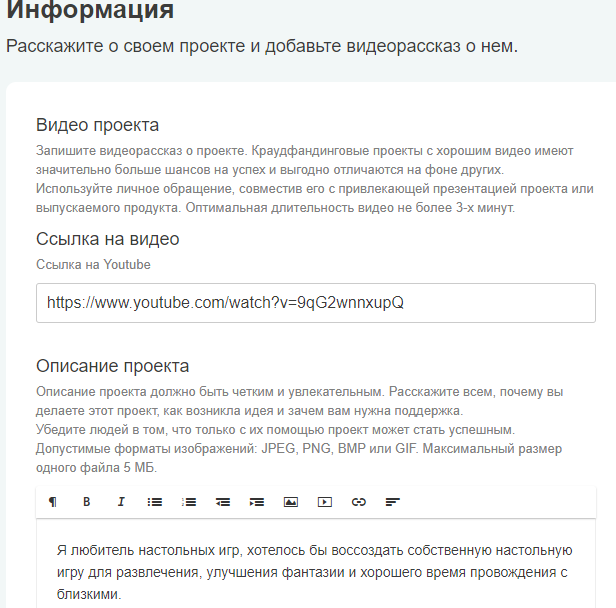 Информация
Расскажите о своем проекте и добавьте видеорассказ о нем.
Видео проекта
Запишите видеорассказ о проекте. Краудфандинговые проекты с хорошим видео имеют
значительно больше шансов на успех и выгодно отличаются на фоне других.
Используйте личное обращение, совместив его с привлекающей презентацией проекта или
выпускаемого продукта. Оптимальная длительность видео не более 3-х минут.
Ссылка на видео
Ссылка на Youtube
https://www.youtube.com/watch?v=9qG2wnnxupQ
Описание проекта
Описание проекта должно быть четким и увлекательным. Расскажите всем, почему вы
делаете этот проект, как возникла идея и зачем вам нужна поддержка.
Убедите людей в том, что только с их помощью проект может стать успешным.
Допустимые форматы изображений: JPEG, PNG, BMP или GIF. Максимальный размер
одного файла 5 МБ.
¶ B I
Я любитель настольных игр, хотелось бы воссоздать собственную настольную
игру для развлечения, улучшения фантазии и хорошего время провождения с
близкими.